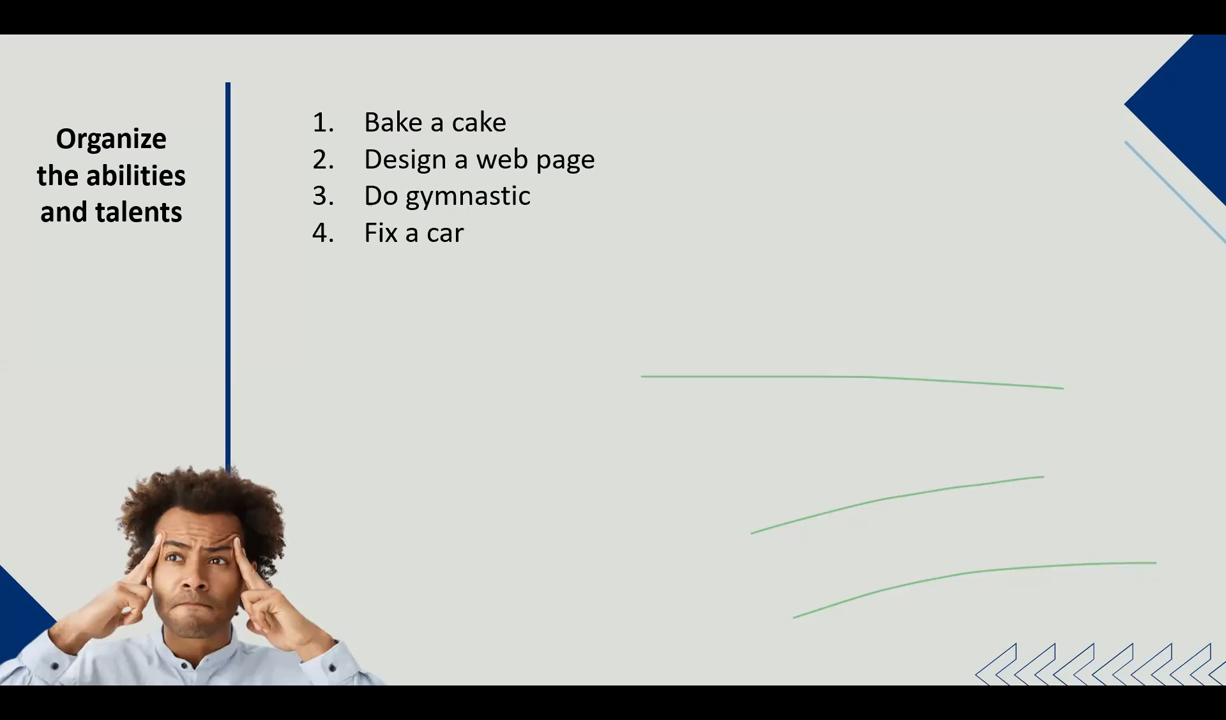 Organize
the abilities
and talents
1. Bake a cake
2. Design a web page
3. Do gymnastic
4. Fix a car